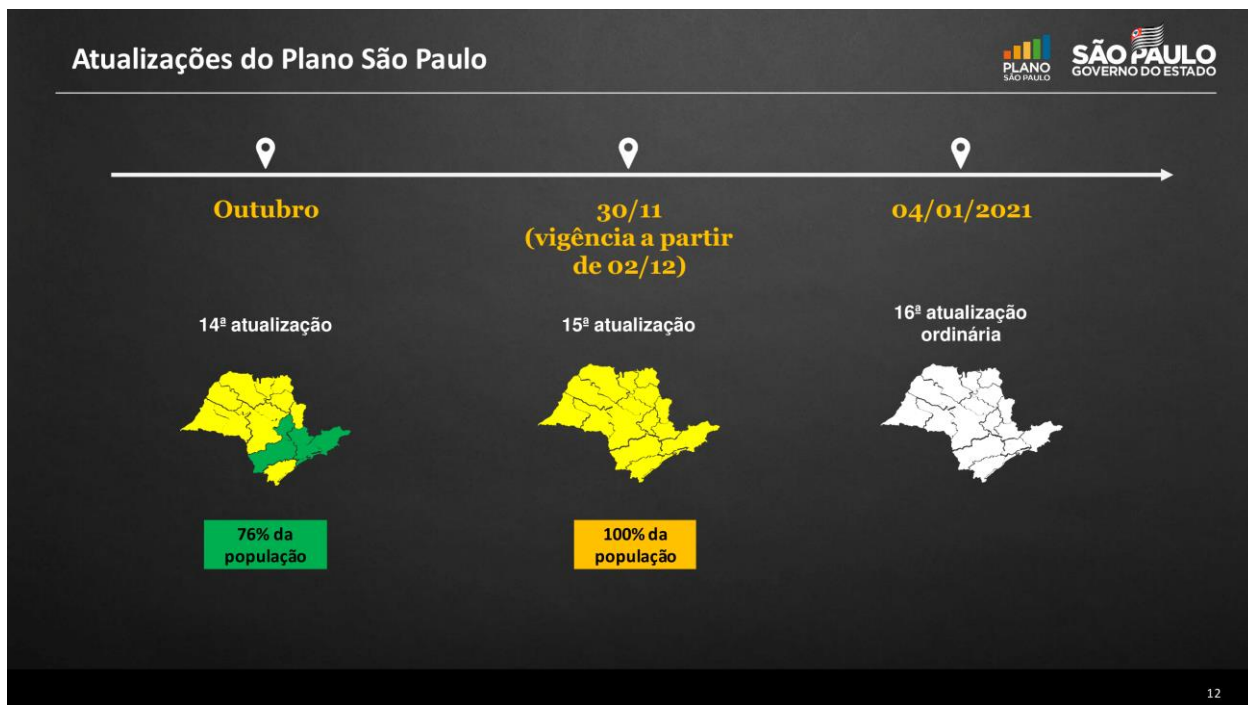 Atualizações do Plano São Paulo
PLANO
SÃO PAULO
SÃO PAULO
GOVERNO DO ESTADO
Outubro
30/11
(vigência a partir
de 02/12)
04/01/2021
14ª atualização
15ª atualização
16ª atualização
ordinária
76% da
população
100% da
população
12